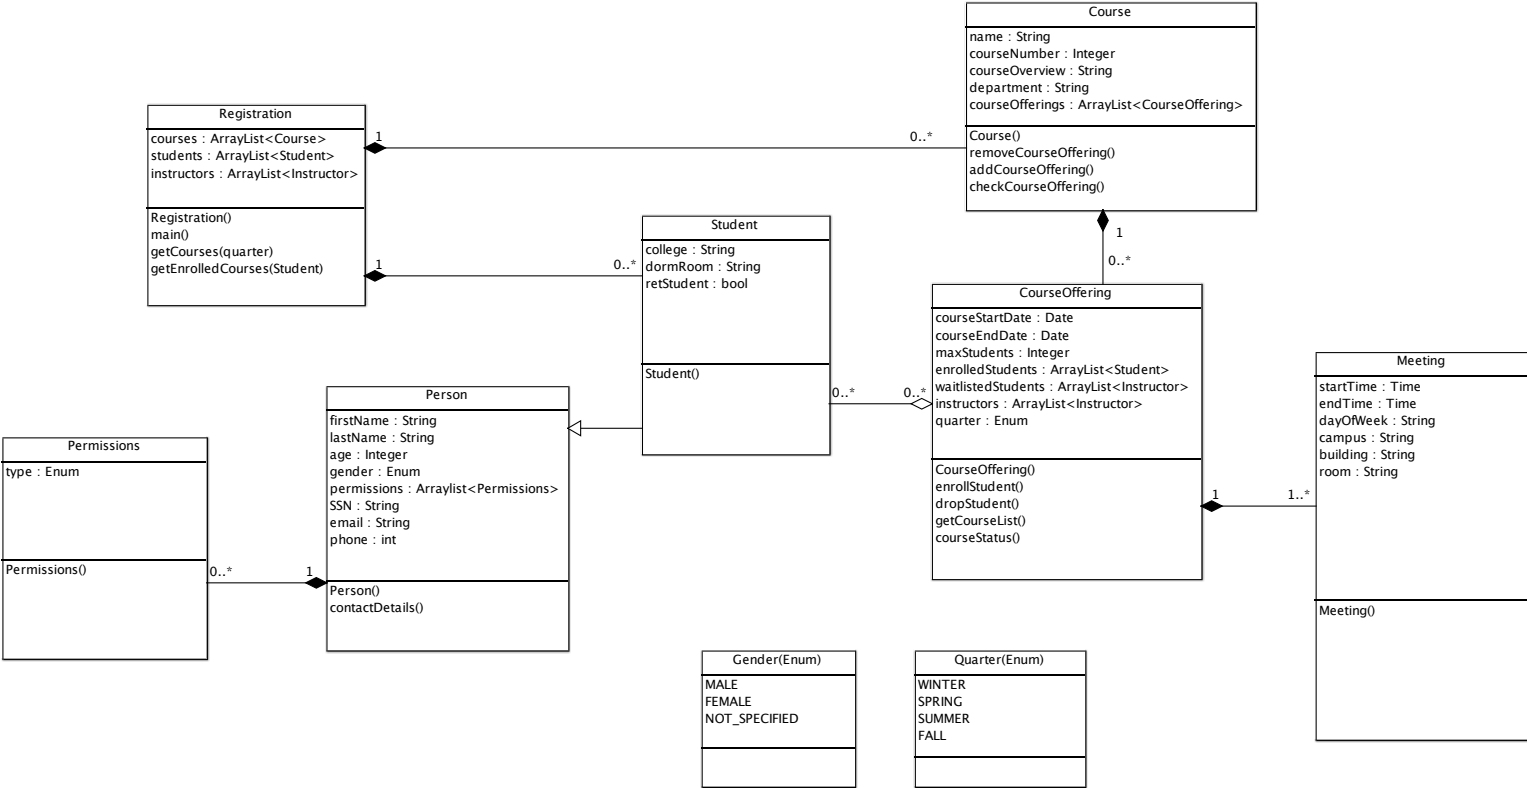 Course
name : String
courseNumber : Integer
courseOverview : String
department : String
courseOfferings : ArrayList<CourseOffering>
Course()
removeCourseOffering()
addCourseOffering()
checkCourseOffering()
Registration
courses : ArrayList<Course>
students : ArrayList<Student>
instructors : ArrayList<Instructor>
Registration()
main()
getCourses(quarter)
getEnrolledCourses(Student)
1
0..*
1
0..*
1
0..*
Student
college : String
dormRoom : String
retStudent : bool
Student()
CourseOffering
courseStartDate : Date
courseEndDate : Date
maxStudents : Integer
enrolledStudents : ArrayList<Student>
waitlistedStudents : ArrayList<Instructor>
instructors : ArrayList<Instructor>
quarter : Enum
CourseOffering()
enrollStudent()
dropStudent()
getCourseList()
courseStatus()
0..*
0..*
1
1..*
Meeting
startTime : Time
endTime : Time
dayOfWeek : String
campus : String
building : String
room : String
Meeting()
Person
firstName : String
lastName : String
age : Integer
gender : Enum
permissions : Arraylist<Permissions>
SSN : String
email : String
phone : int
Person()
contactDetails()
Permissions
type : Enum
Permissions()
0..*
1
Gender(Enum)
MALE
FEMALE
NOT_SPECIFIED
Quarter(Enum)
WINTER
SPRING
SUMMER
FALL